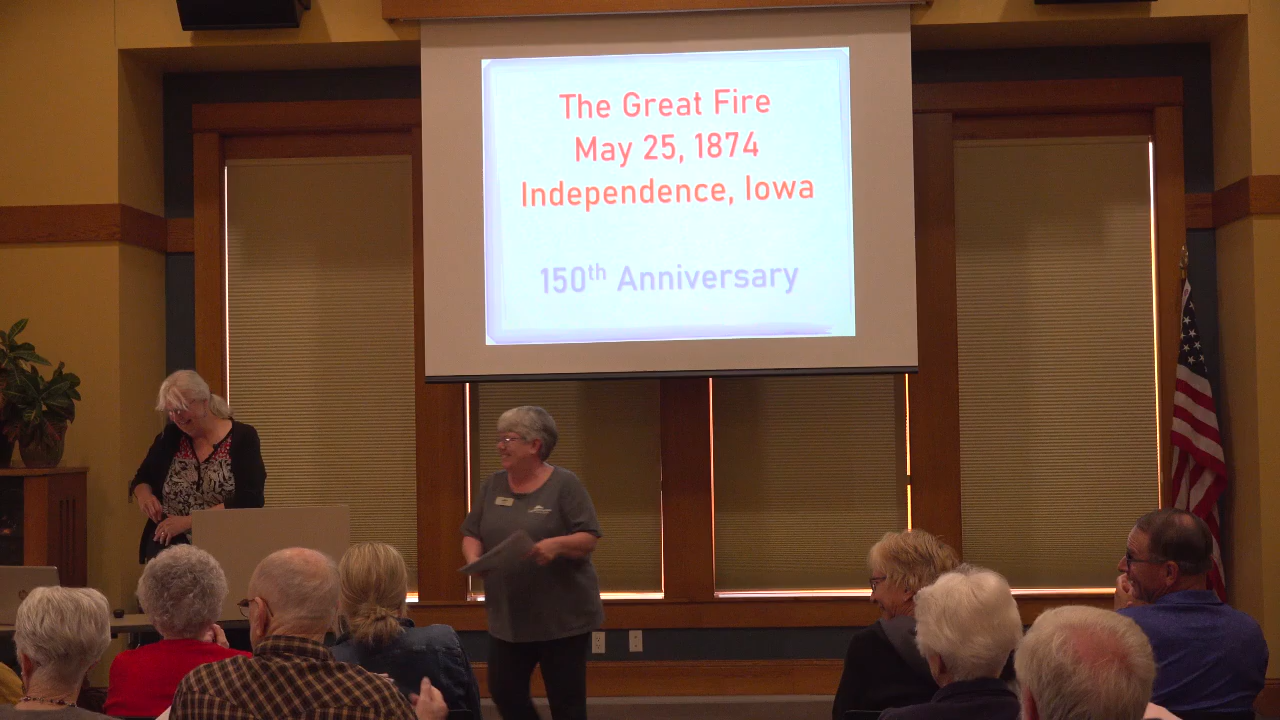 The Great Fire
May 25, 1874
Independence, Iowa
150th Anniversary